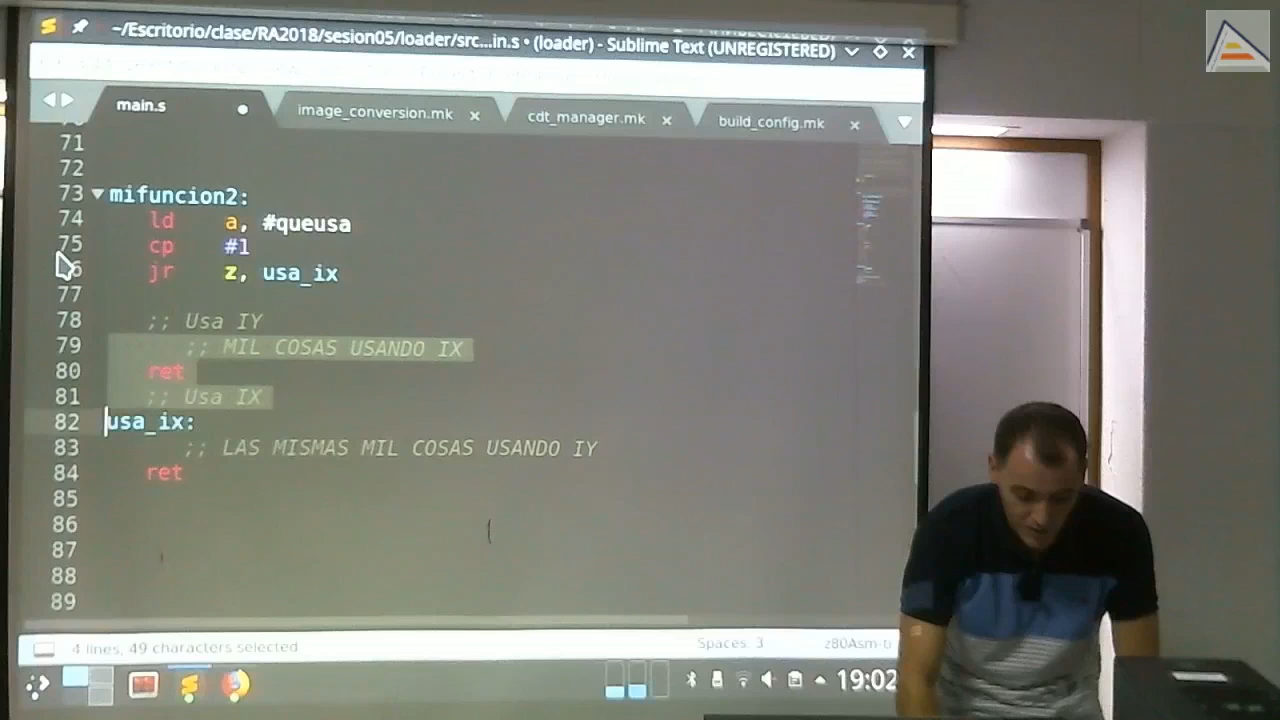 ~/Escritorio/clase/RA2018/sesion05/loader/src...in.s • (loader) - Sublime Text (UNREGISTERED)
main.s image_conversion.mk cdt_manager.mk build_config.mk
71
72
73 mifuncion2:
74 ld a, #queusa
75 cp #1
jr z, usa_ix
77
78 ;; Usa IY
79 ;; MIL COSAS USANDO IX
80 ret
81 ;; Usa IX
82 usa_ix:
83 ;; LAS MISMAS MIL COSAS USANDO IY
84 ret
85
86
87
88
89
4 lines, 49 characters selected Spaces: 3
19:02